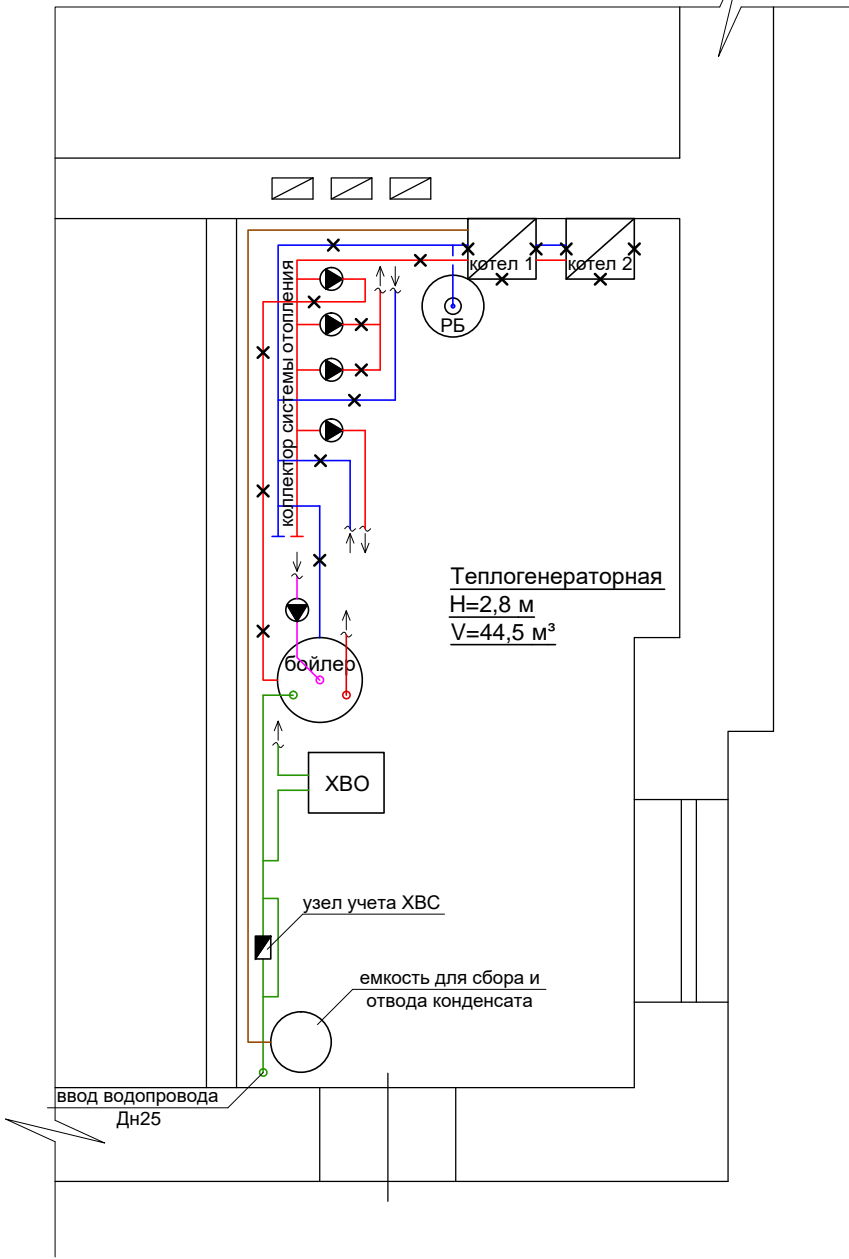 котел 1
котел 2
РБ
коллектор системы отопления
Теплогенераторная
H=2,8 м
V=44,5 м³
бойлер
ХВО
узел учета ХВС
емкость для сбора и
отвода конденсата
ввод водопровода
Дн25